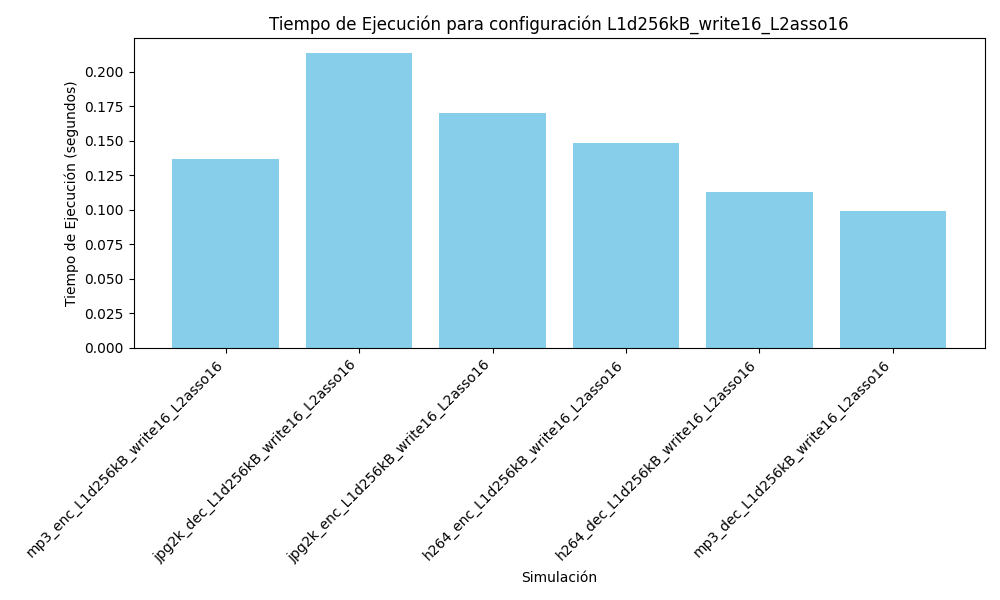 Tiempo de Ejecución para configuración L1d256kB_write16_L2asso16
Tiempo de Ejecución (segundos)
0.200
0.175
0.150
0.125
0.100
0.075
0.050
0.025
0.000
mp3_enc_L1d256kB_write16_L2asso16
jpg2k_dec_L1d256kB_write16_L2asso16
jpg2k_enc_L1d256kB_write16_L2asso16
h264_enc_L1d256kB_write16_L2asso16
h264_dec_L1d256kB_write16_L2asso16
mp3_dec_L1d256kB_write16_L2asso16
Simulación